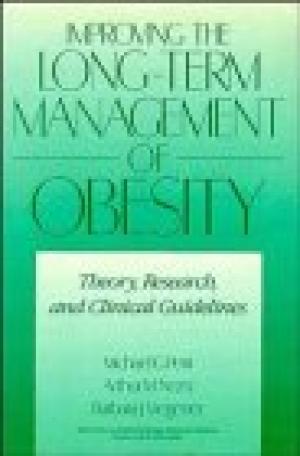 IMPROVING THE
LONG-TERM
MANAGEMENT
OF
OBESITY
Theory, Research,
and Clinical Guidelines
Michael G. Perri
Arthur M. Nezu
Barbara J. Viegener